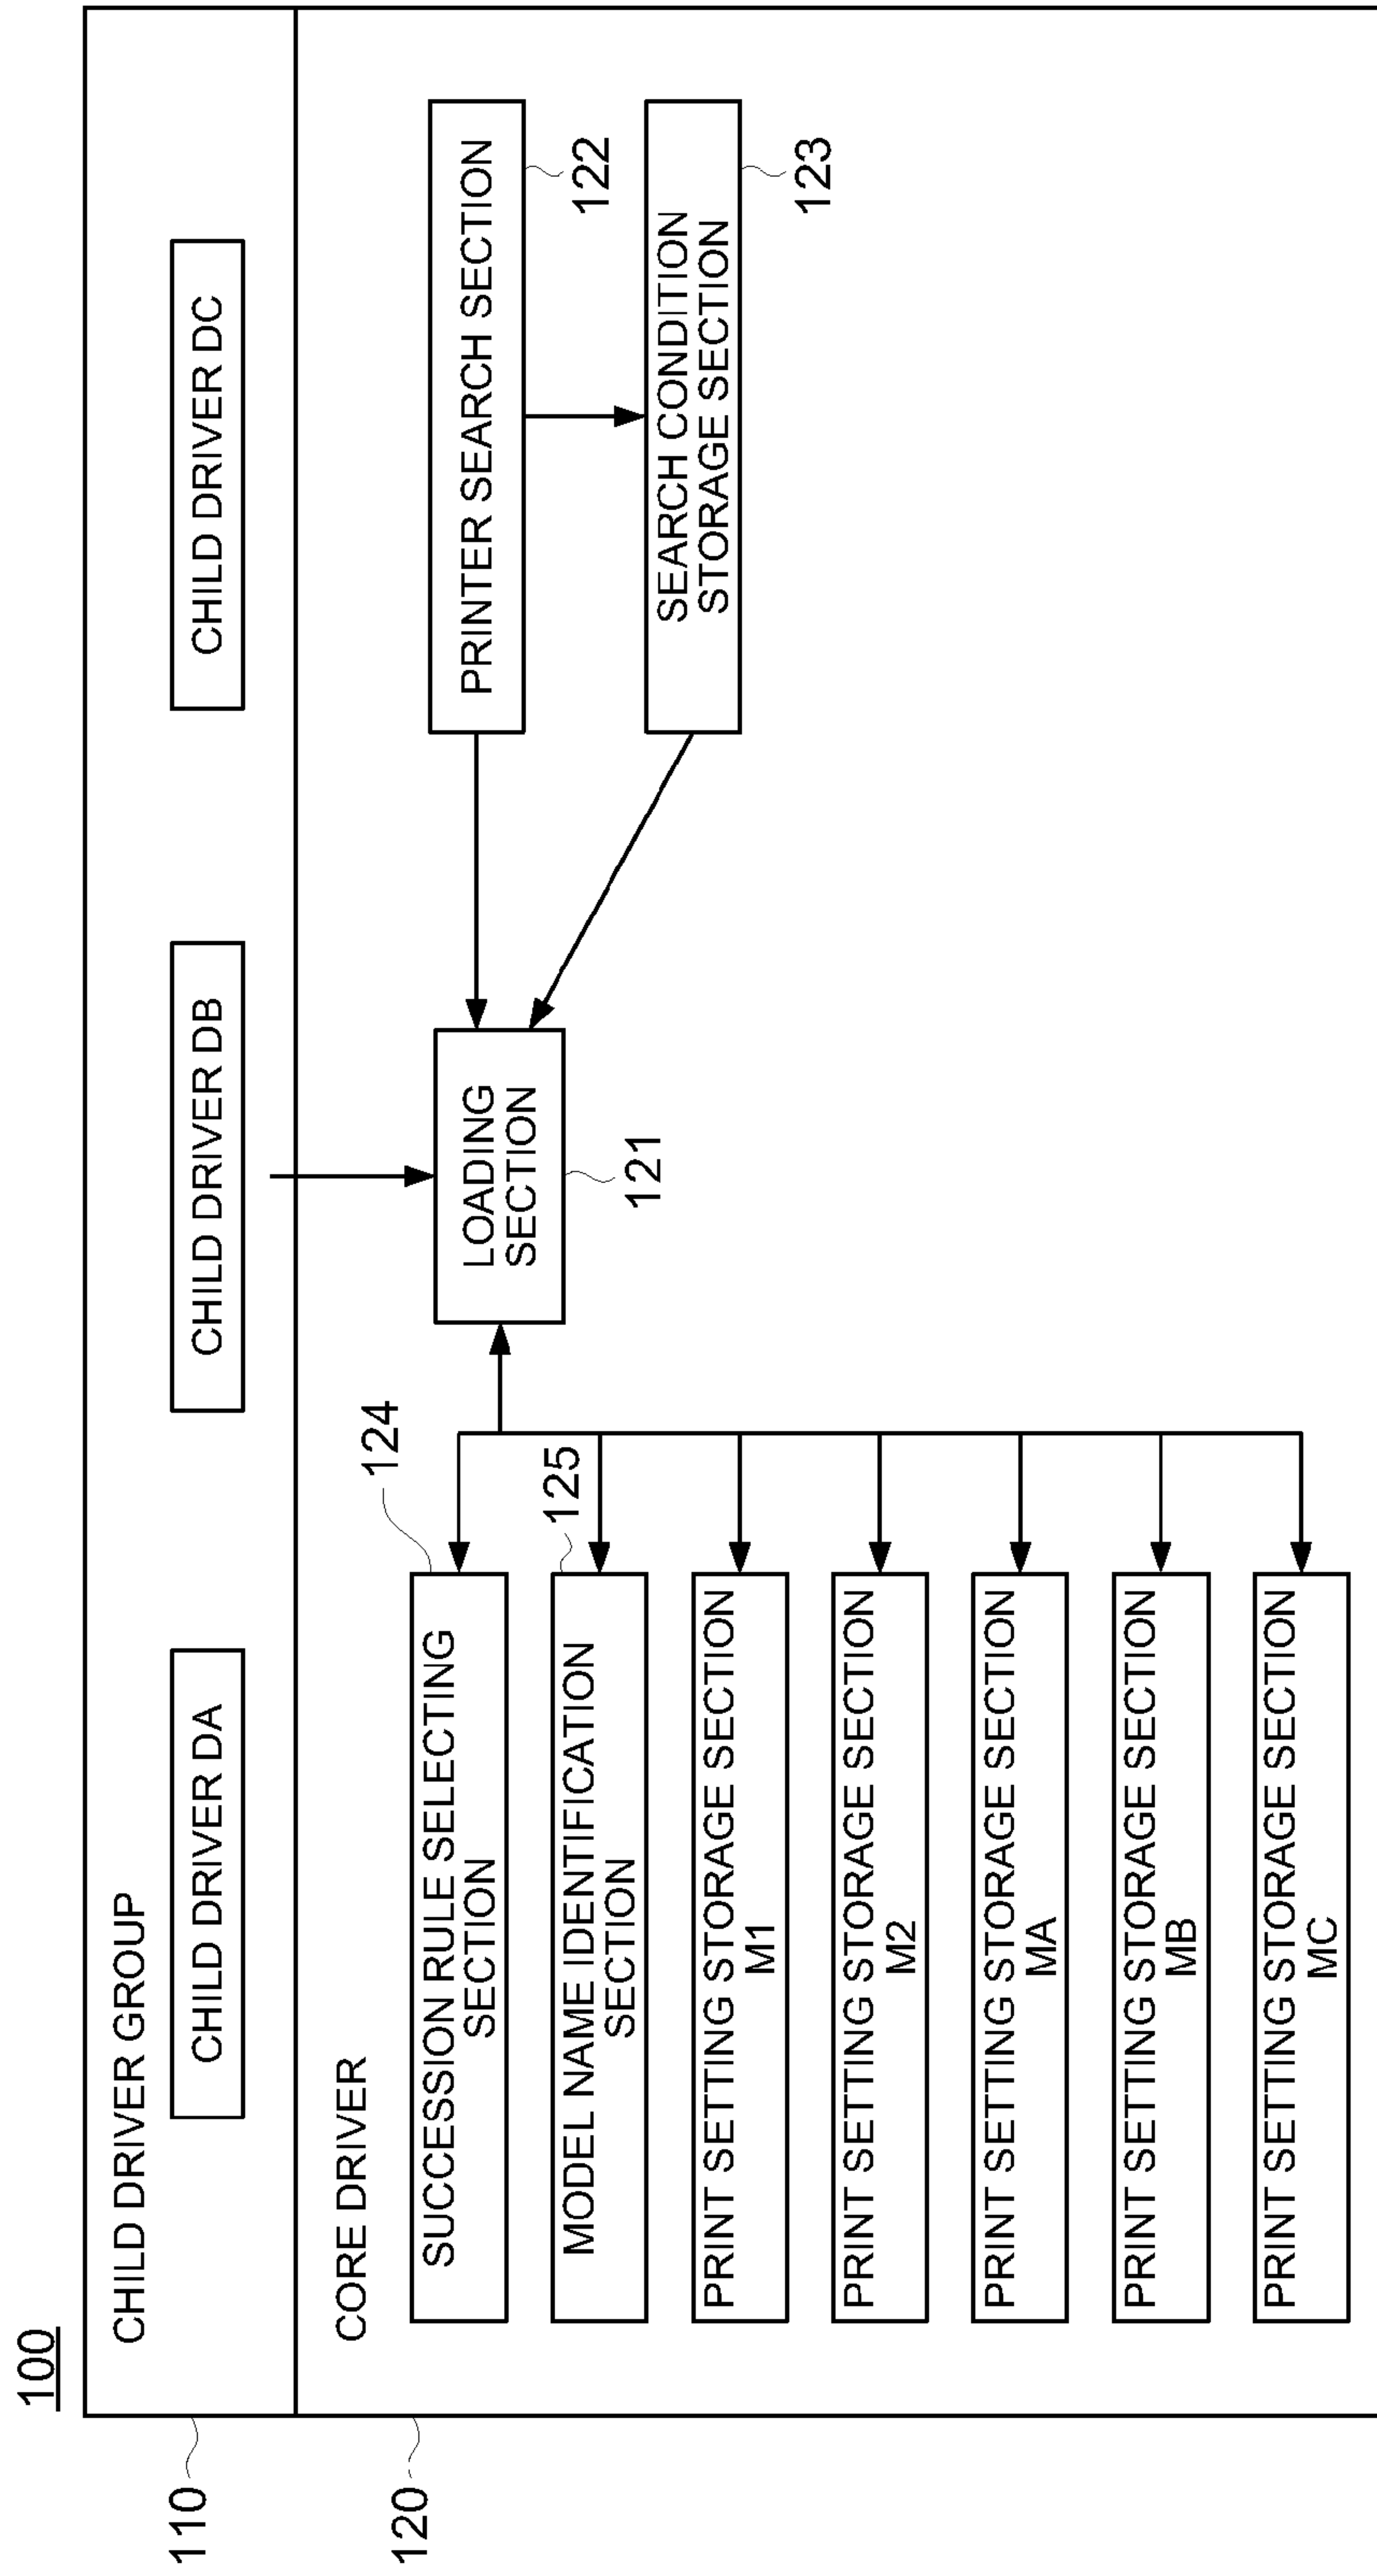 100
110
CHILD DRIVER GROUP
CHILD DRIVER DA
CHILD DRIVER DB
CHILD DRIVER DC
120
CORE DRIVER
124
SUCCESSION RULE SELECTING
SECTION
125
MODEL NAME IDENTIFICATION
SECTION
PRINT SETTING STORAGE SECTION
M1
PRINT SETTING STORAGE SECTION
M2
PRINT SETTING STORAGE SECTION
MA
PRINT SETTING STORAGE SECTION
MB
PRINT SETTING STORAGE SECTION
MC
LOADING
SECTION
121
PRINTER SEARCH SECTION
122
SEARCH CONDITION
STORAGE SECTION
123